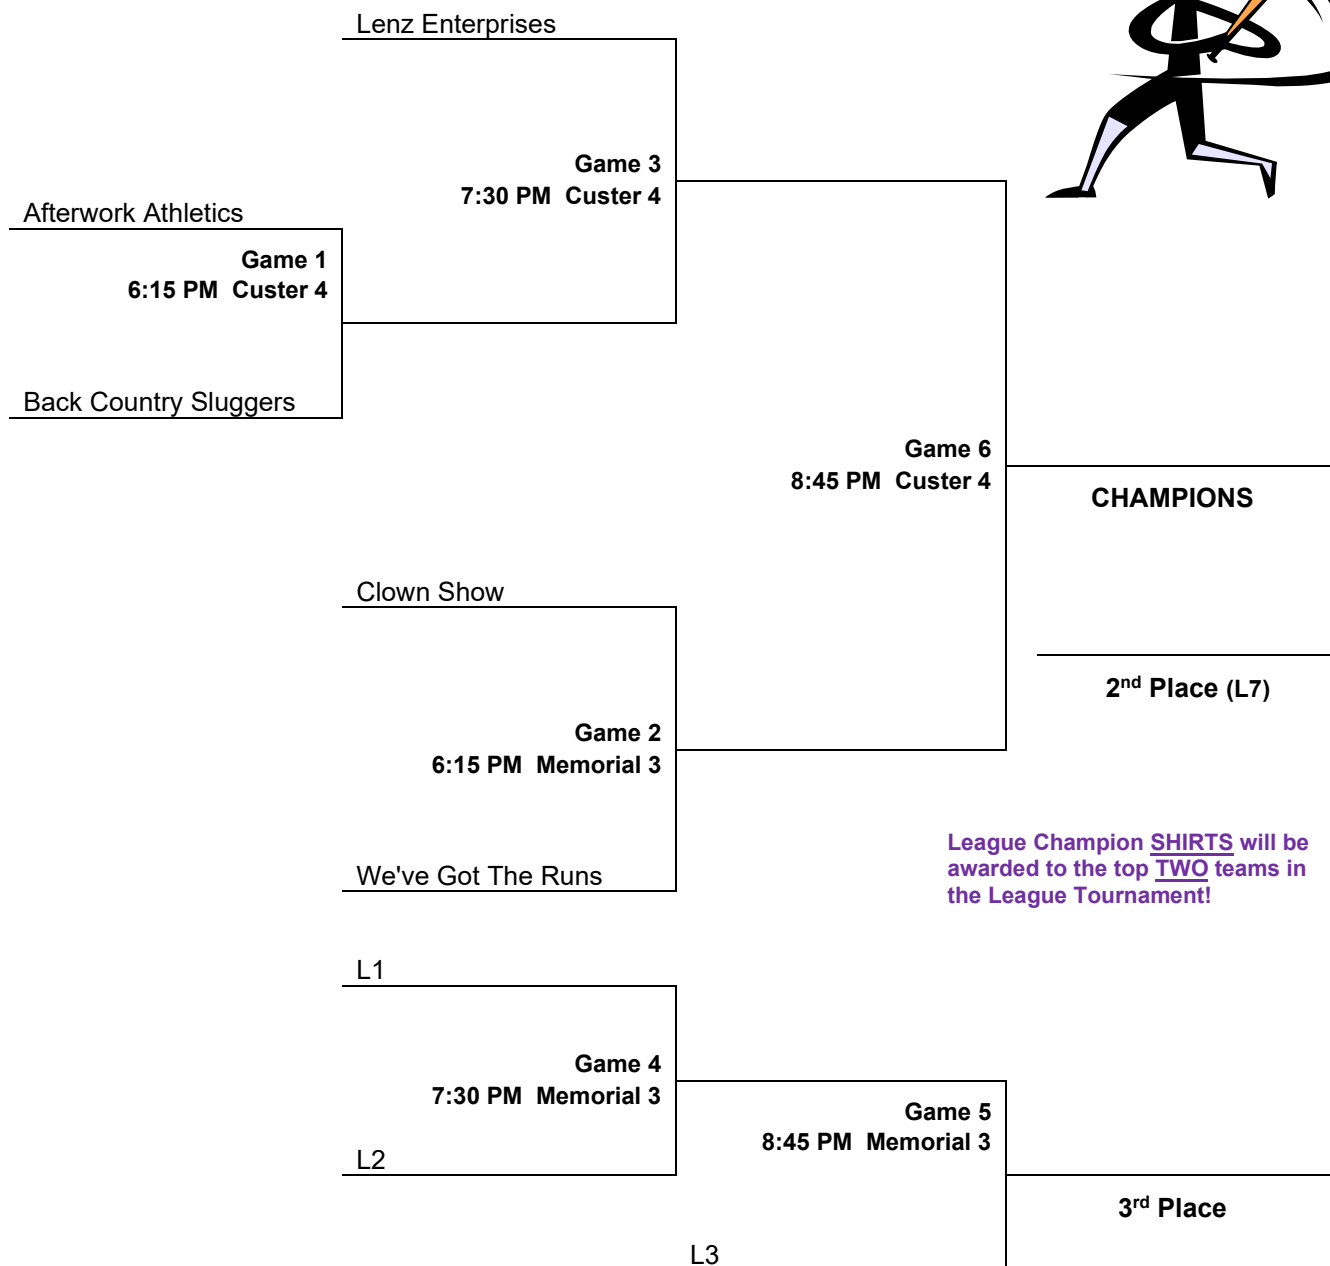 Lenz Enterprises
Game 3
7:30 PM  Custer 4
Afterwork Athletics
Game 1
6:15 PM  Custer 4
Back Country Sluggers
Game 6
8:45 PM  Custer 4
CHAMPIONS
Clown Show
2nd Place (L7)
Game 2
6:15 PM  Memorial 3
League Champion SHIRTS will be
awarded to the top TWO teams in
the League Tournament!
We've Got The Runs
L1
Game 4
7:30 PM  Memorial 3
Game 5
8:45 PM  Memorial 3
L2
3rd Place
L3